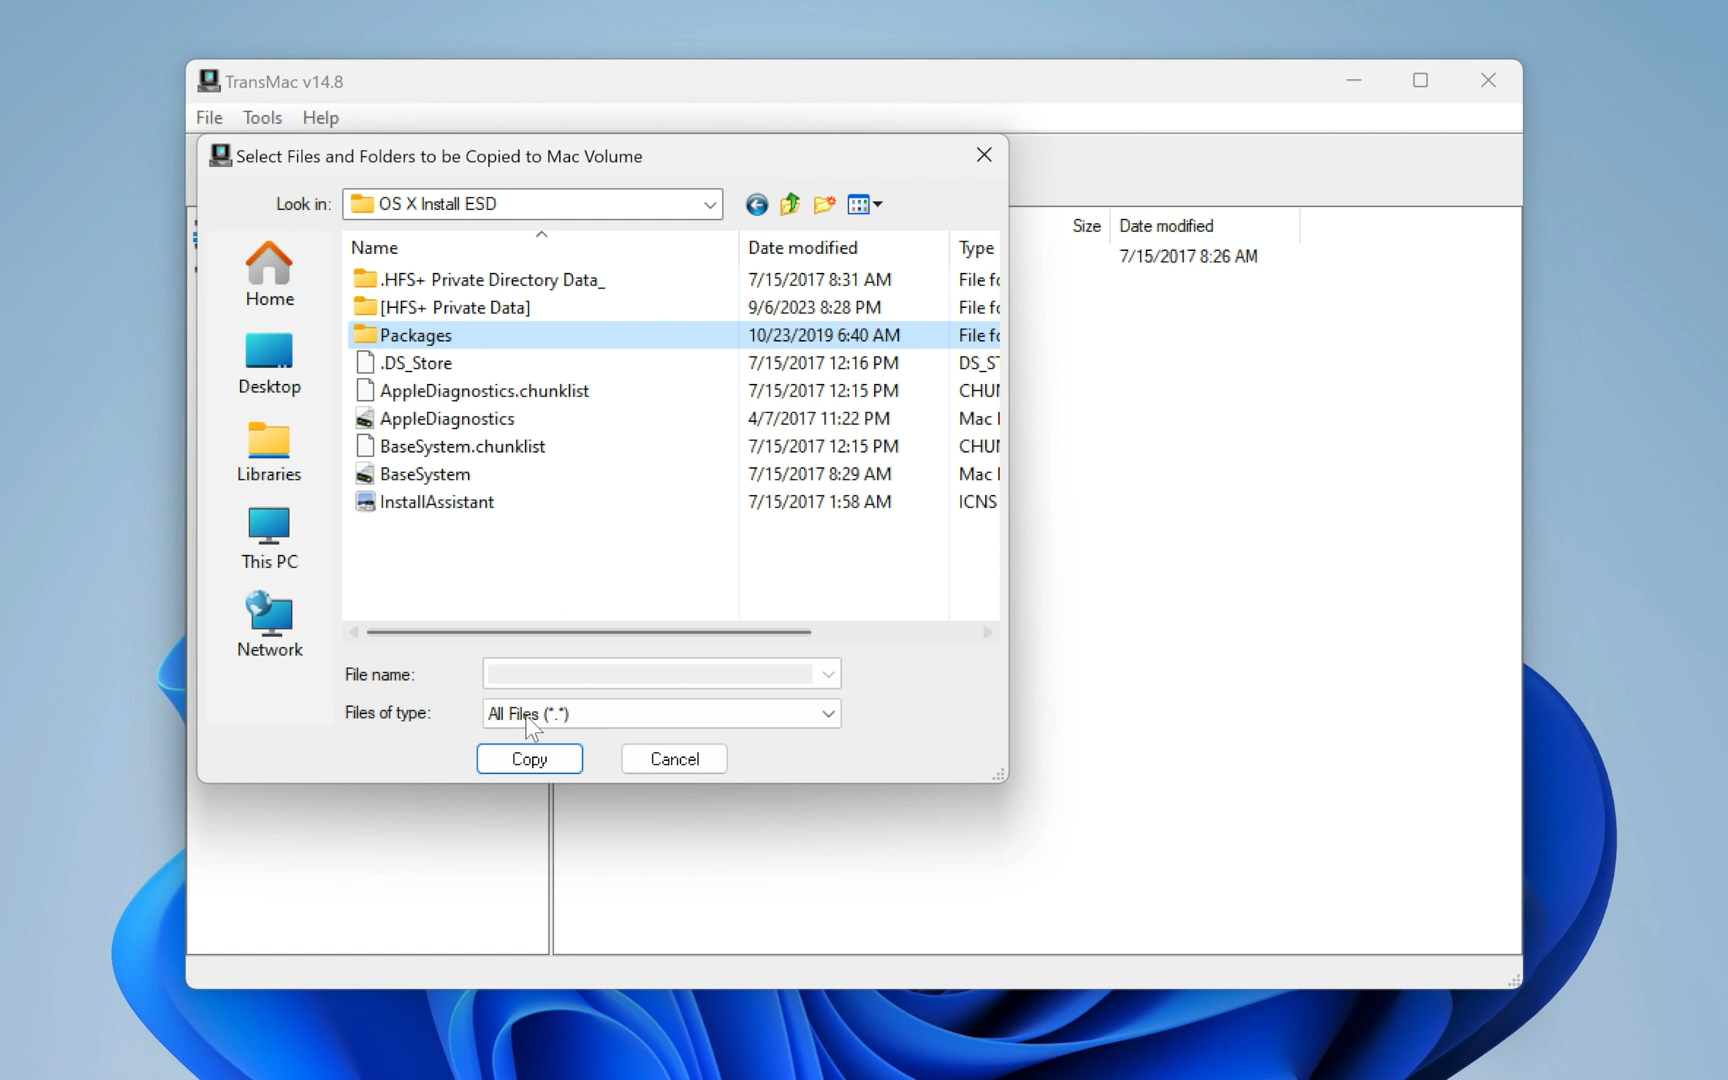 TransMac v14.8
File Tools Help
Select Files and Folders to be Copied to Mac Volume
Look in: OS X Install ESD
Size Date modified
7/15/2017 8:26 AM
Name Date modified Type
.HFS+ Private Directory Data_ 7/15/2017 8:31 AM File fo
[HFS+ Private Data] 9/6/2023 8:28 PM File fo
Packages 10/23/2019 6:40 AM File fo
.DS_Store 7/15/2017 12:16 PM DS_ST
AppleDiagnostics.chunklist 7/15/2017 12:15 PM CHUN
AppleDiagnostics 4/7/2017 11:22 PM Mac
BaseSystem.chunklist 7/15/2017 12:15 PM CHUN
BaseSystem 7/15/2017 8:29 AM Mac
InstallAssistant 7/15/2017 1:58 AM ICNS
Home
Desktop
Libraries
This PC
Network
File name:
Files of type: All Files (*.*)
Copy Cancel